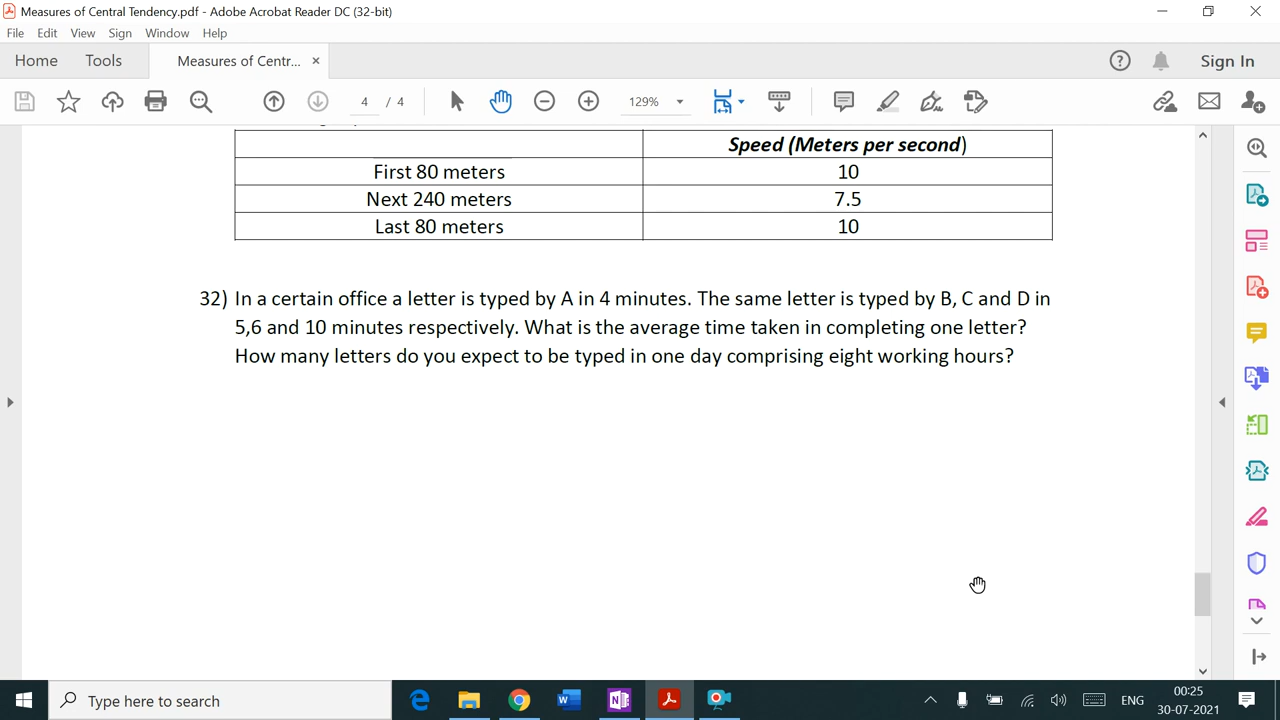 Measures of Central Tendency.pdf - Adobe Acrobat Reader DC (32-bit)
File Edit View Sign Window Help
Home Tools Measures of Centr... × Sign In
4 / 4 129%
Speed (Meters per second)
First 80 meters 10
Next 240 meters 7.5
Last 80 meters 10
32) In a certain office a letter is typed by A in 4 minutes. The same letter is typed by B, C and D in
5,6 and 10 minutes respectively. What is the average time taken in completing one letter?
How many letters do you expect to be typed in one day comprising eight working hours?
Type here to search
ENG
00:25
30-07-2021